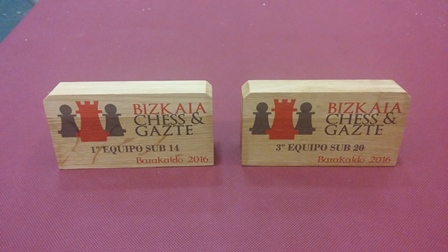 BIZKAIA
CHESS &
GAZTE
1º EQUIPO SUB 14
Barakaldo 2016
BIZKAIA
CHESS &
GAZTE
3º EQUIPO SUB 20
Barakaldo 2016